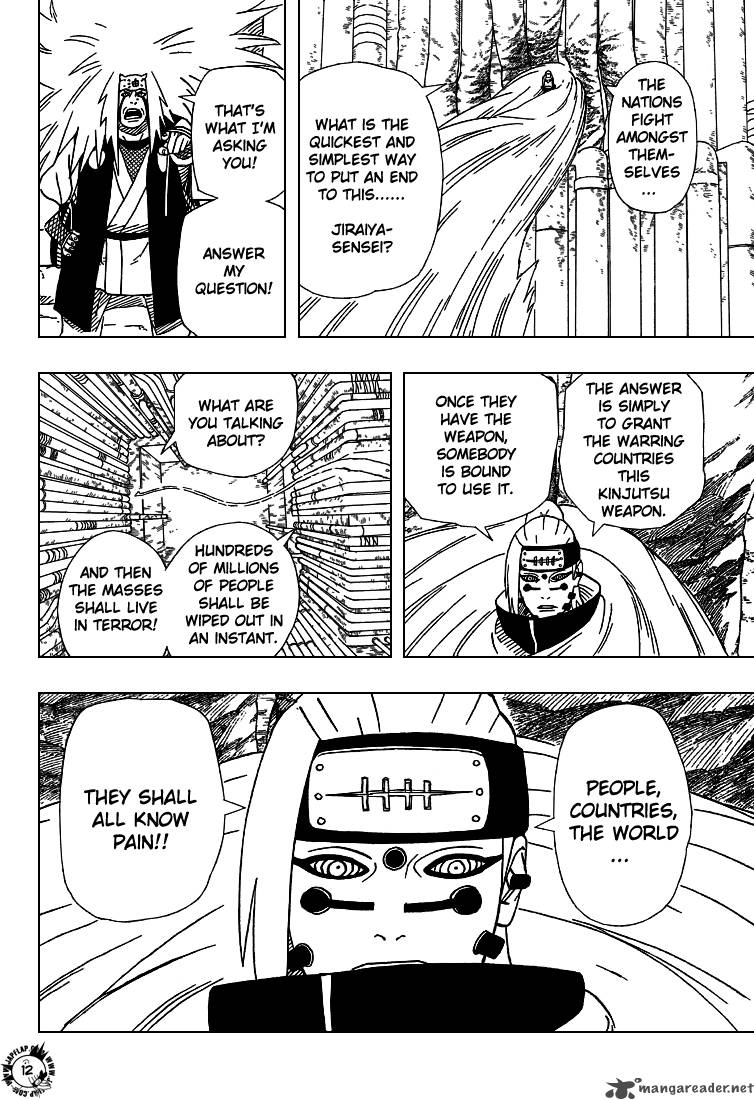 THE
NATIONS
FIGHT
AMONGST
THEM-
SELVES
...
WHAT IS THE
QUICKEST AND
SIMPLEST WAY
TO PUT AN END
TO THIS......
JIRAIYA-
SENSEI?
THAT'S
WHAT I'M
ASKING
YOU!
ANSWER
MY
QUESTION!
THE ANSWER
IS SIMPLY
TO GRANT
THE WARRING
COUNTRIES
THIS
KINJUTSU
WEAPON.
ONCE THEY
HAVE THE
WEAPON,
SOMEBODY
IS BOUND
TO USE IT.
WHAT ARE
YOU TALKING
ABOUT?
HUNDREDS
OF MILLIONS
OF PEOPLE
SHALL BE
WIPED OUT IN
AN INSTANT.
AND THEN
THE MASSES
SHALL LIVE
IN TERROR!
PEOPLE,
COUNTRIES,
THE WORLD
...
THEY SHALL
ALL KNOW
PAIN!!
12
mangareader.net